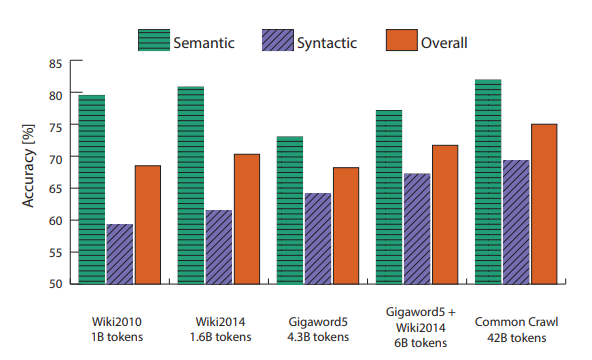 Semantic Syntactic Overall
Accuracy [%]
85
80
75
70
65
60
55
50
Wiki2010
1B tokens
Wiki2014
1.6B tokens
Gigaword5
4.3B tokens
Gigaword5 +
Wiki2014
6B tokens
Common Crawl
42B tokens